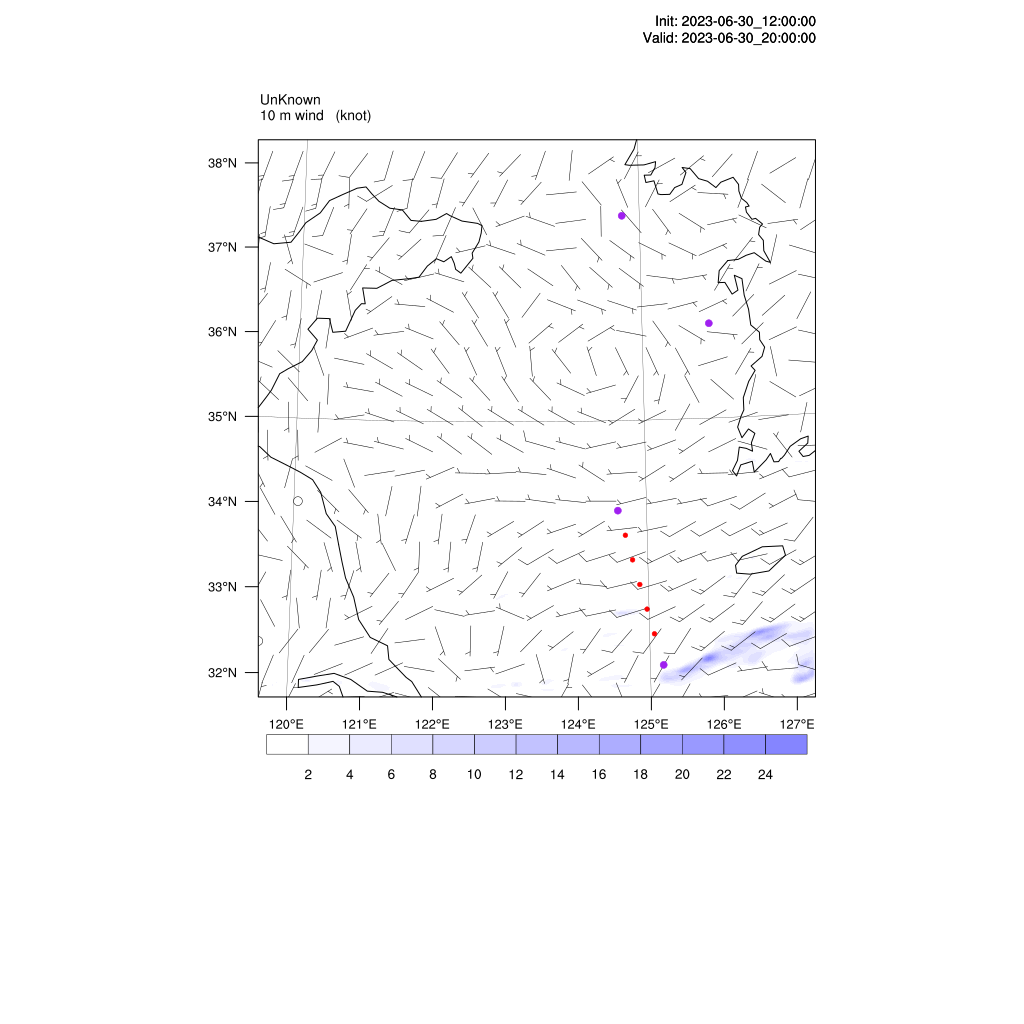 Init: 2023-06-30_12:00:00
Valid: 2023-06-30_20:00:00
UnKnown
10 m wind (knot)
38°N
37°N
36°N
35°N
34°N
33°N
32°N
120°E 121°E 122°E 123°E 124°E 125°E 126°E 127°E
2 4 6 8 10 12 14 16 18 20 22 24